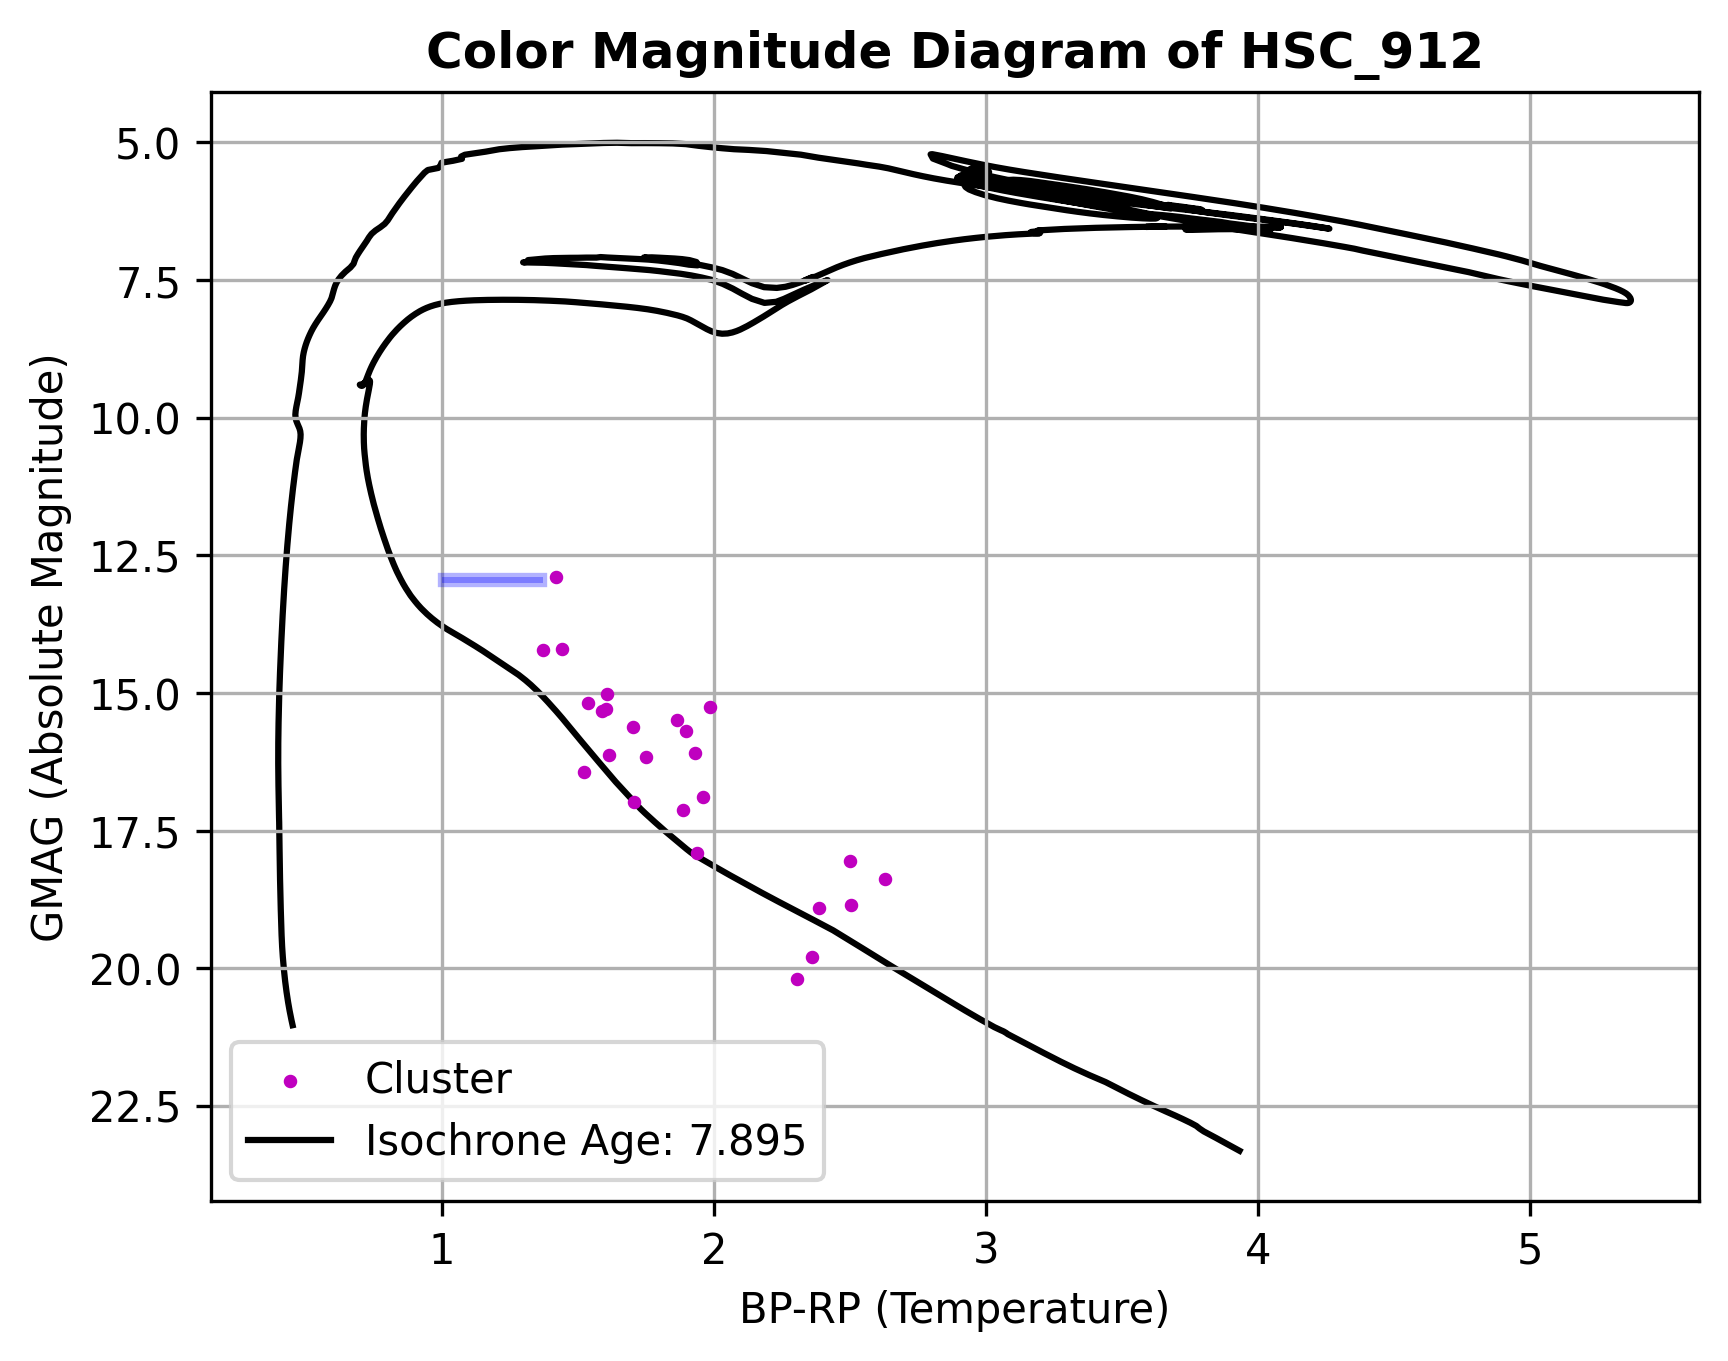 Color Magnitude Diagram of HSC_912
GMAG (Absolute Magnitude)
5.0
7.5
10.0
12.5
15.0
17.5
20.0
22.5
Cluster
Isochrone Age: 7.895
1 2 3 4 5
BP-RP (Temperature)